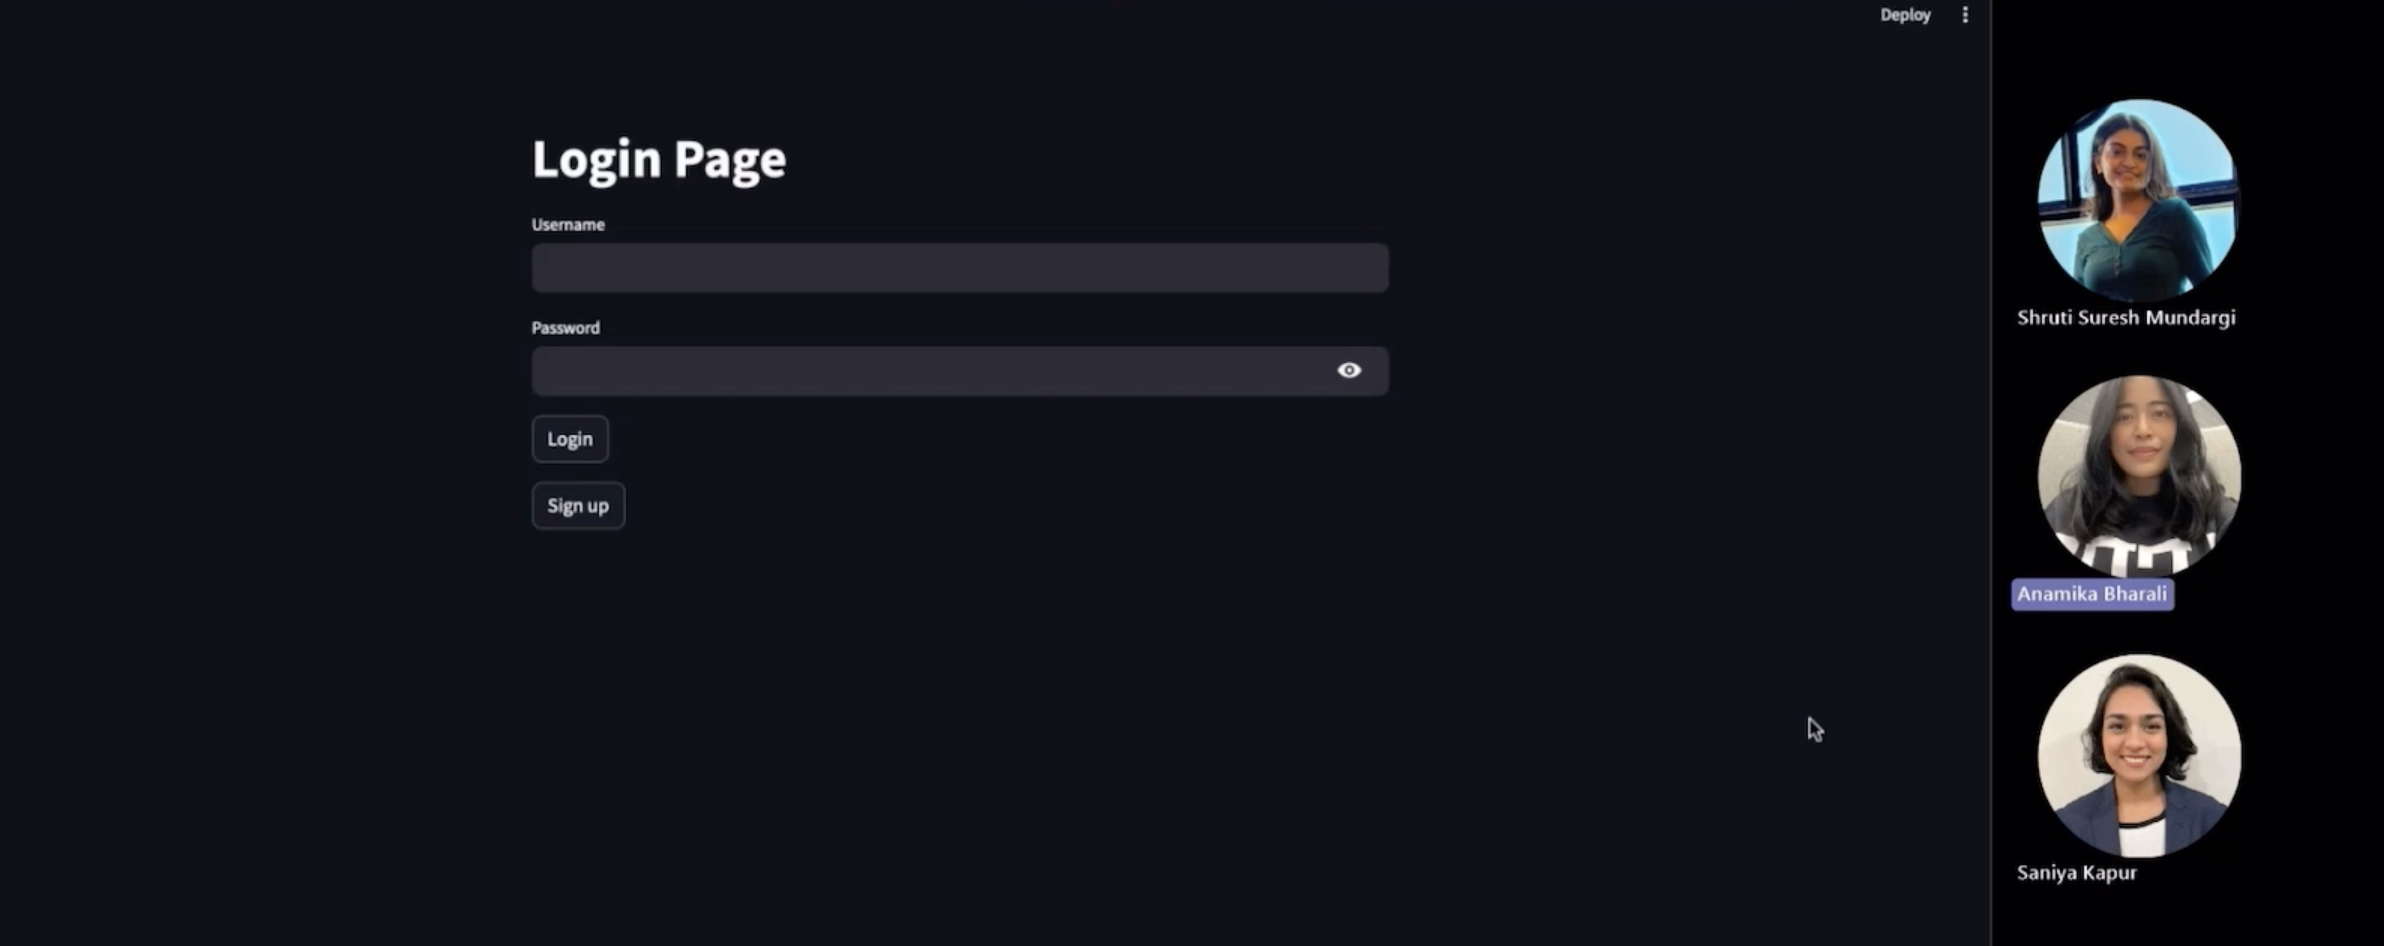 Deploy
Login Page
Username
Password
Login
Sign up
Shruti Suresh Mundargi
Anamika Bharali
Saniya Kapur